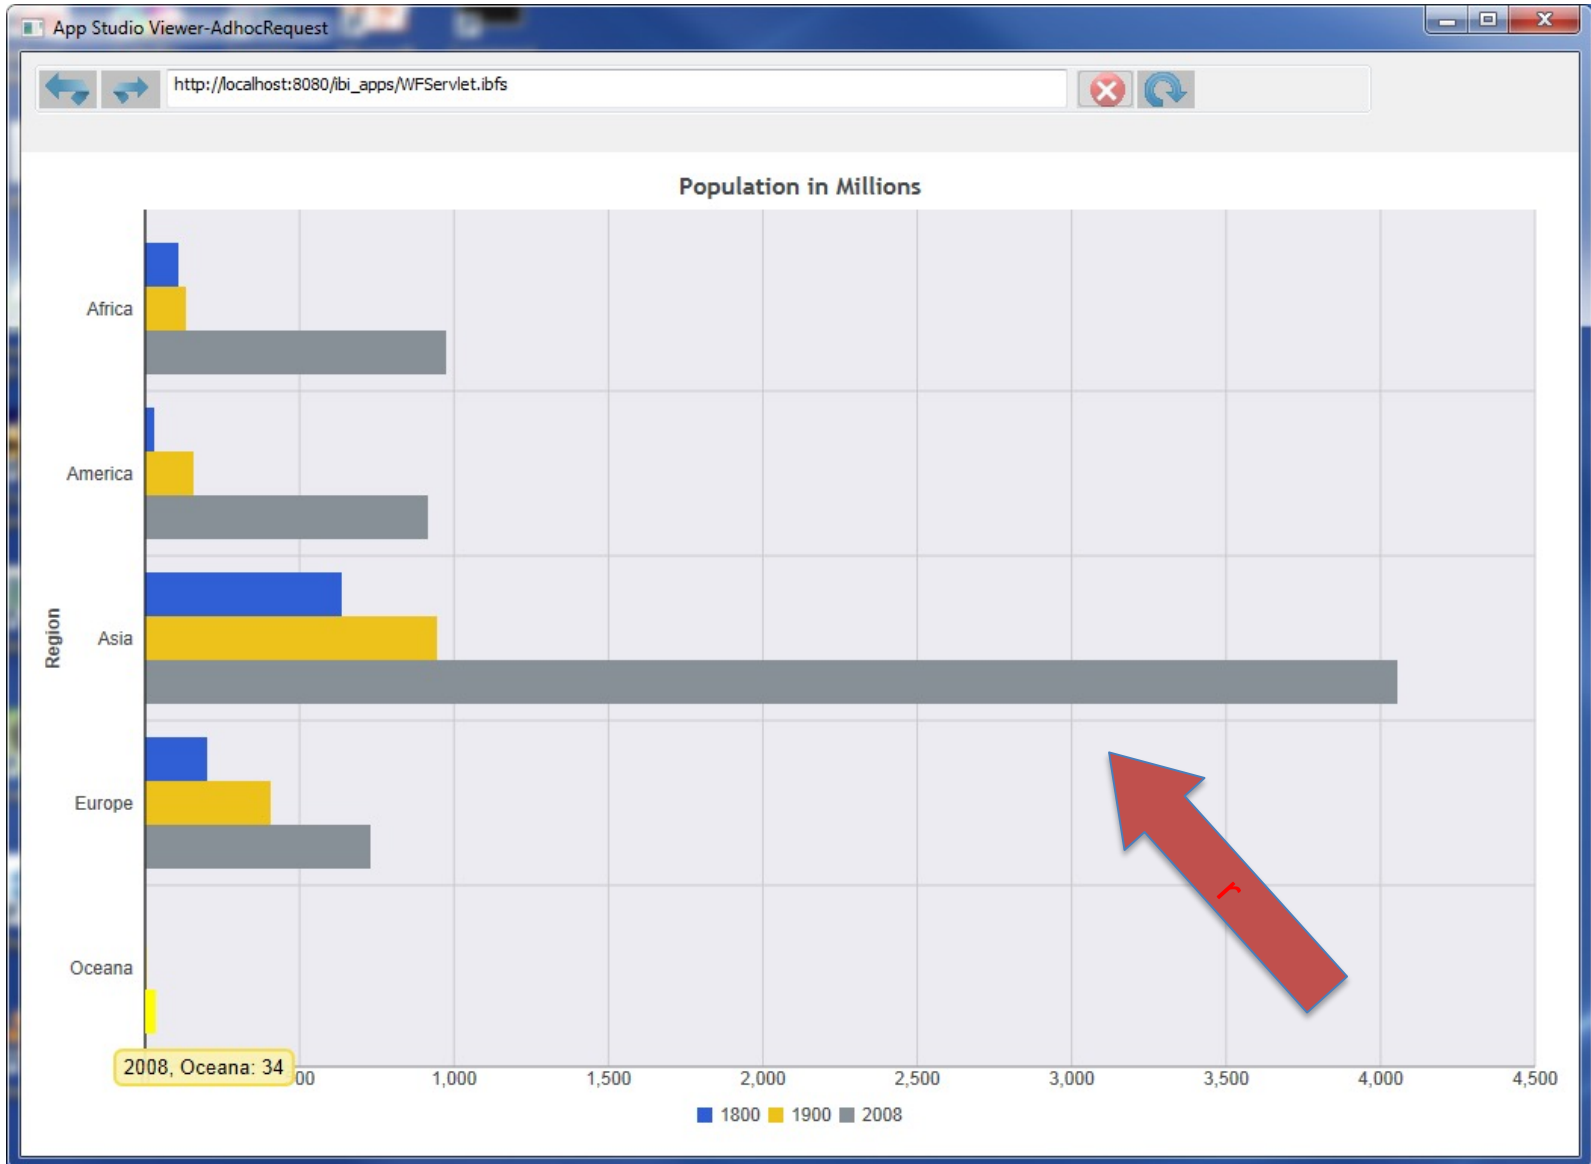 App Studio Viewer-AdhocRequest
http://localhost:8080/ibi_apps/WFServlet.ibfs
Population in Millions
Africa
America
Asia
Region
Europe
r
Oceana
2008, Oceana: 34
00 1,000 1,500 2,000 2,500 3,000 3,500 4,000 4,500
1800 1900 2008